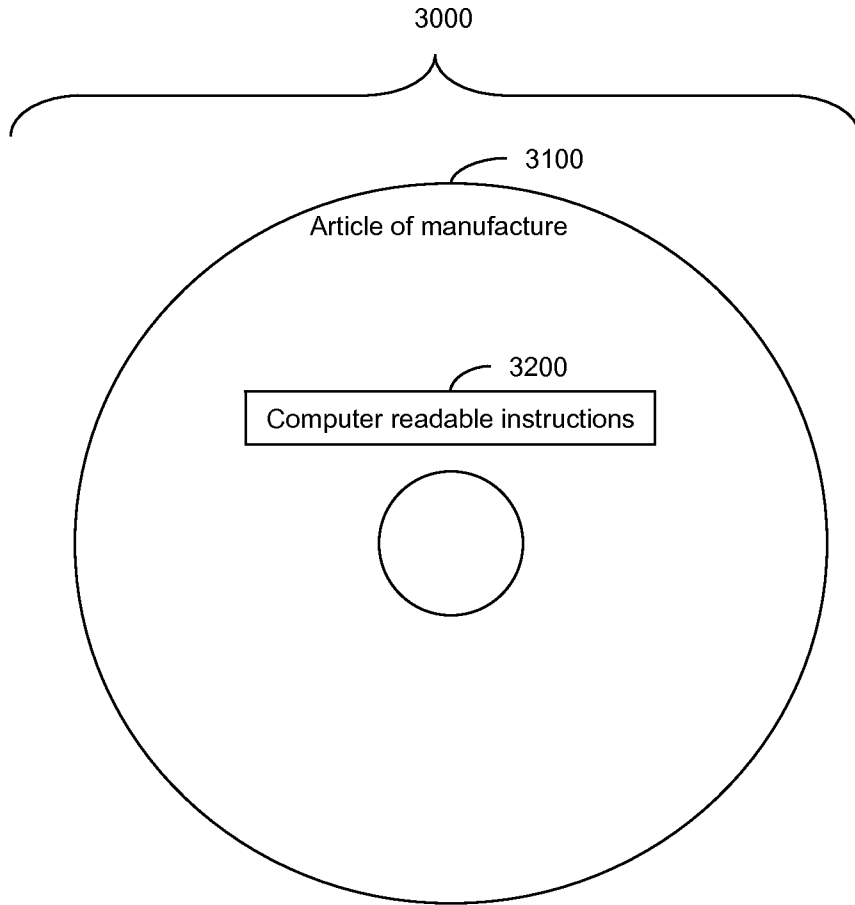 3000
3100
Article of manufacture
3200
Computer readable instructions